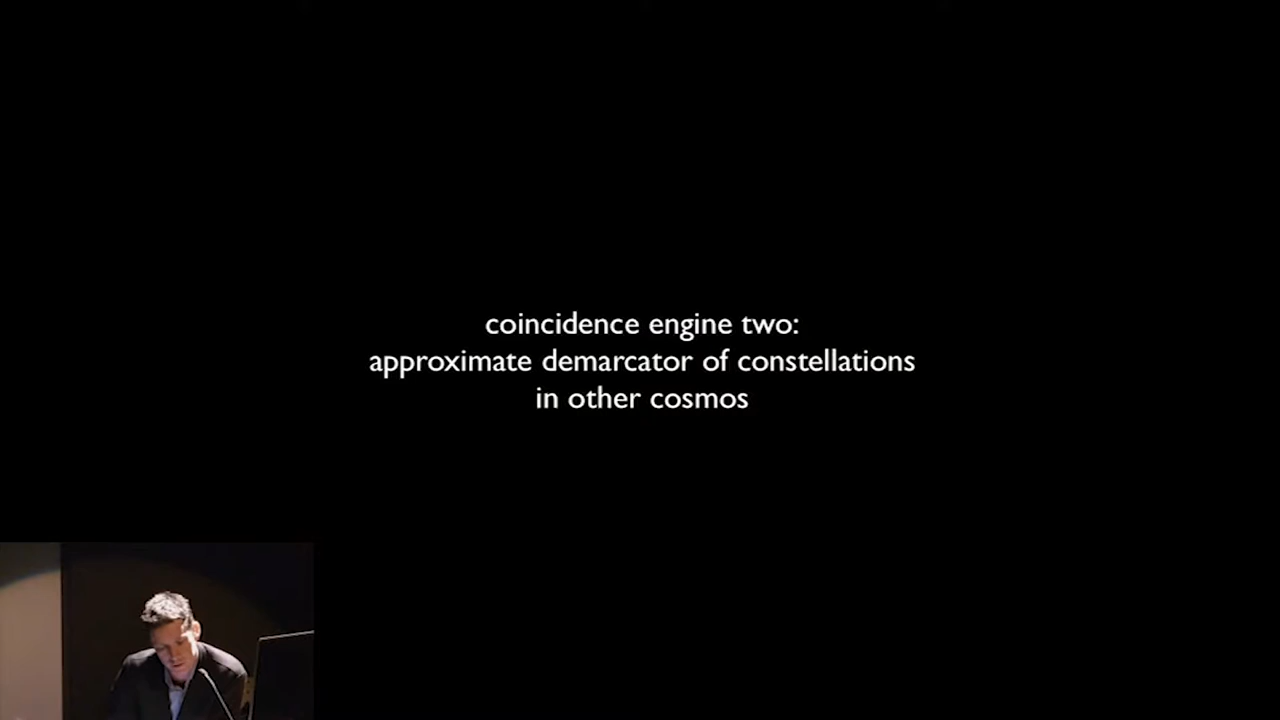 coincidence engine two:
approximate demarcator of constellations
in other cosmos